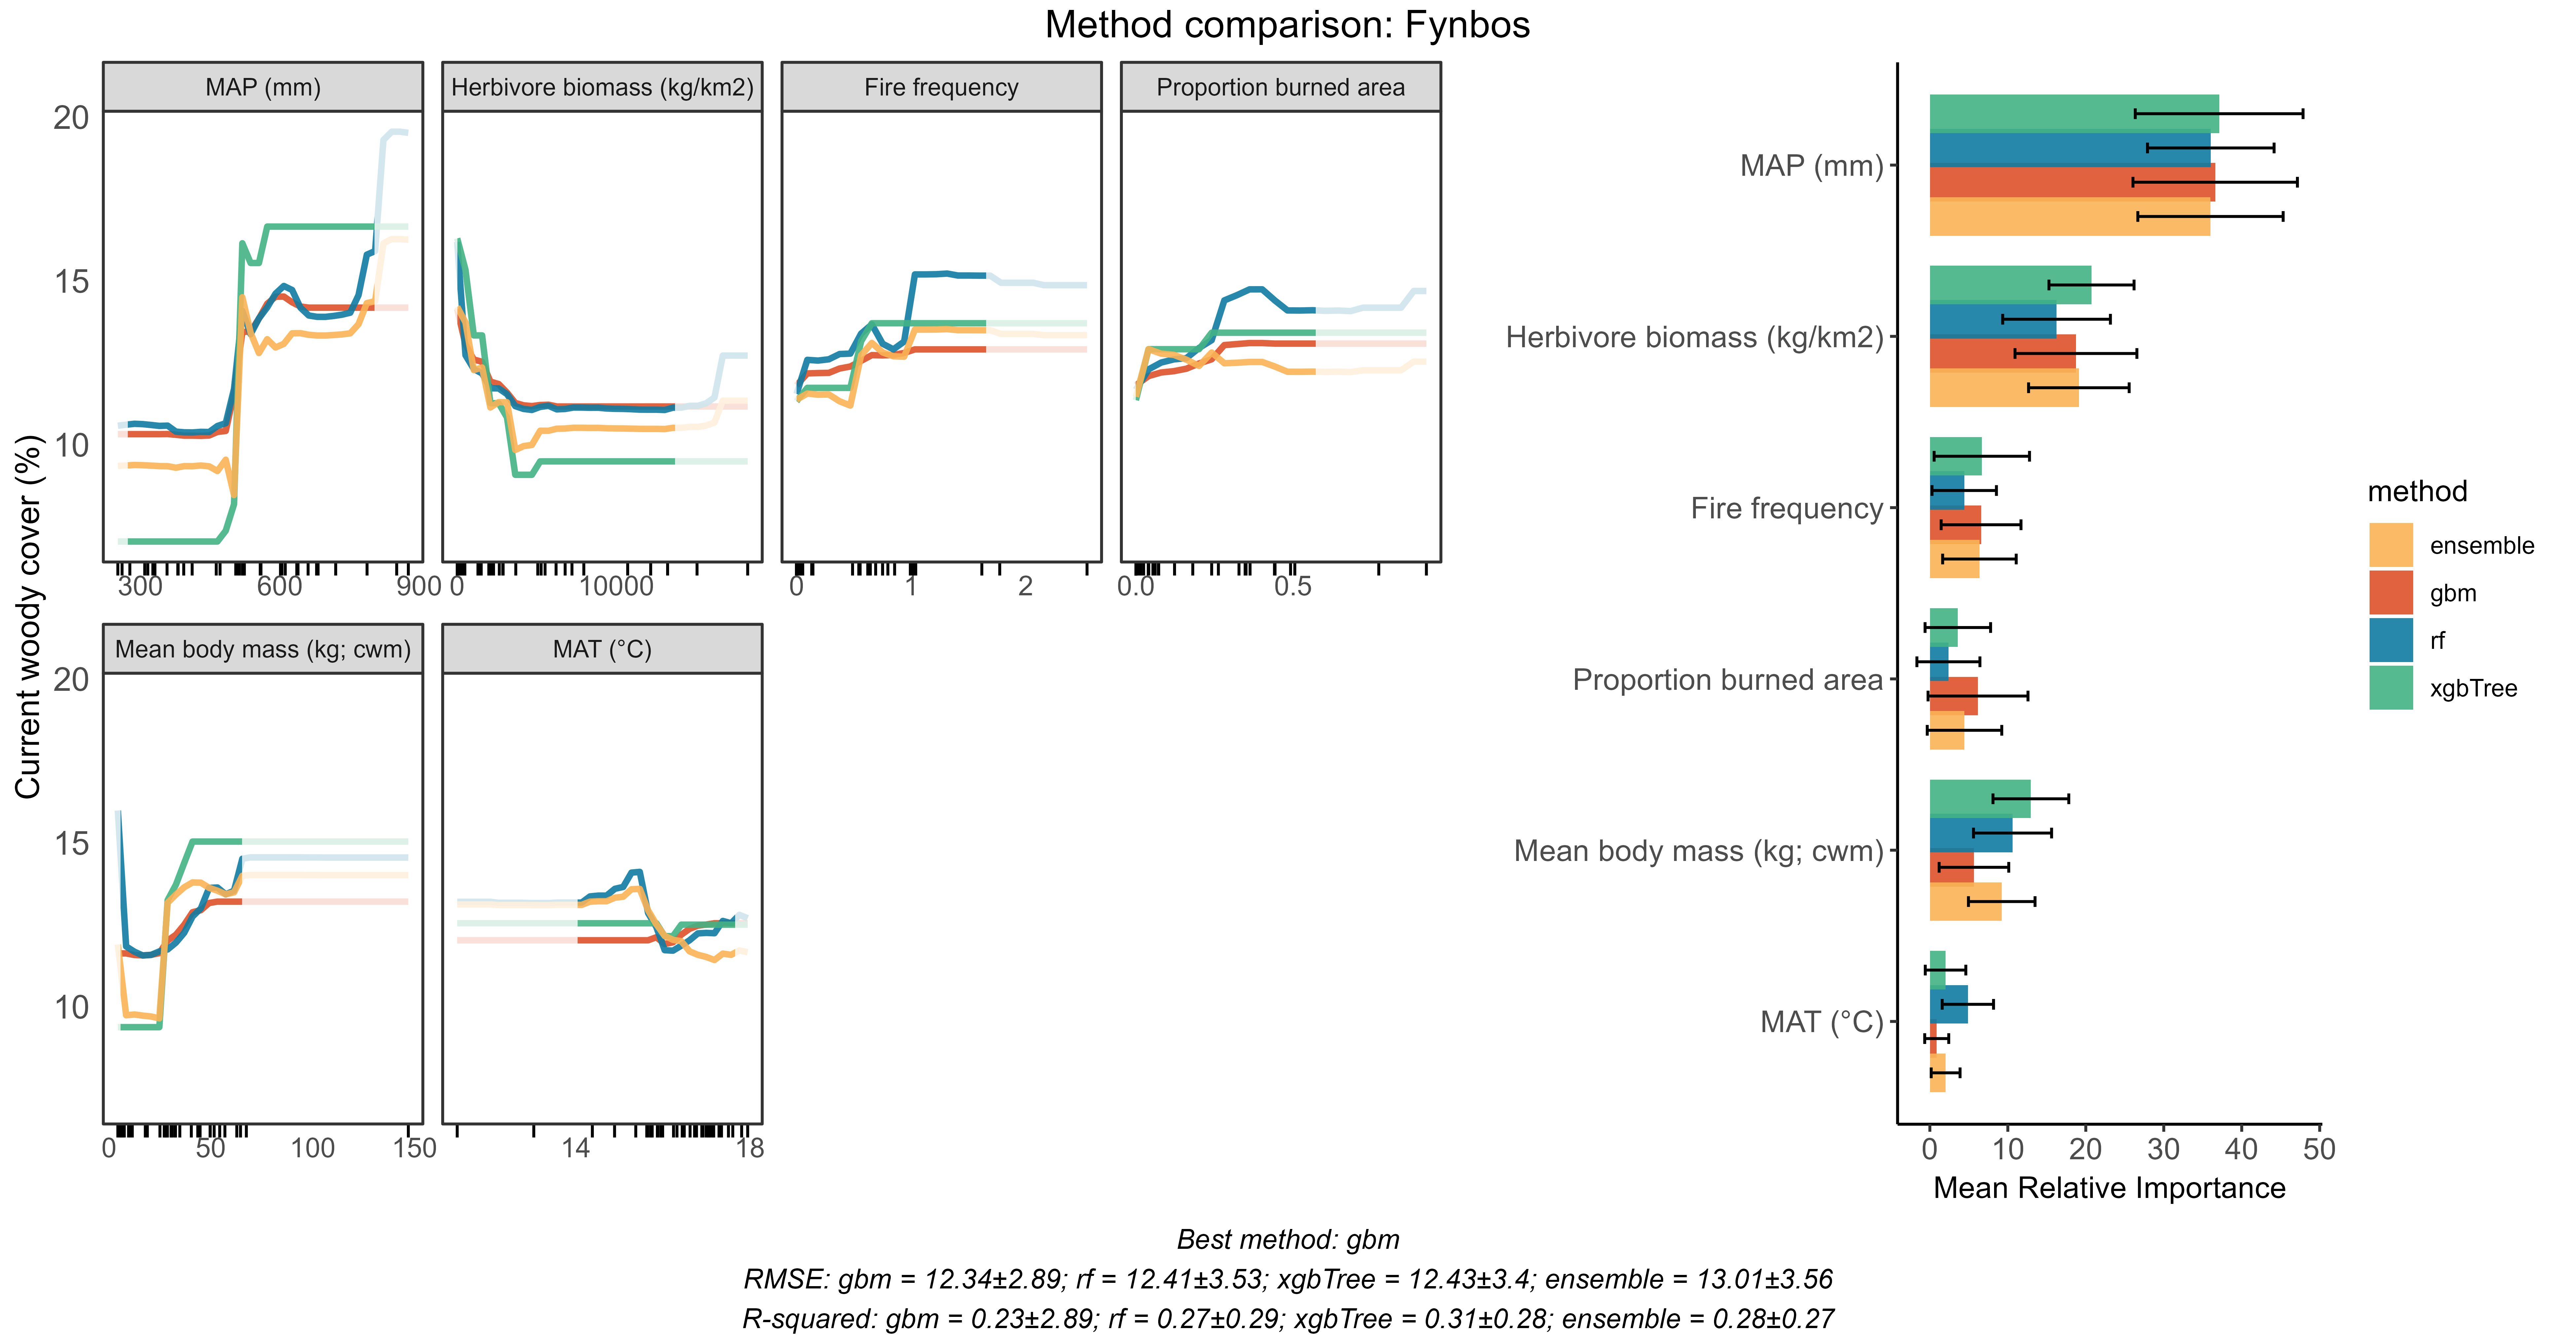 Method comparison: Fynbos
MAP (mm)
Herbivore biomass (kg/km2)
Fire frequency
Proportion burned area
20
15
10
300 600 900
0 10000
0 1 2
0.0 0.5
Current woody cover (%)
Mean body mass (kg; cwm)
MAT (°C)
20
15
10
0 50 100 150
14 18
MAP (mm)
Herbivore biomass (kg/km2)
Fire frequency
Proportion burned area
Mean body mass (kg; cwm)
MAT (°C)
0 10 20 30 40 50
Mean Relative Importance
method
ensemble
gbm
rf
xgbTree
Best method: gbm
RMSE: gbm = 12.34±2.89; rf = 12.41±3.53; xgbTree = 12.43±3.4; ensemble = 13.01±3.56
R-squared: gbm = 0.23±2.89; rf = 0.27±0.29; xgbTree = 0.31±0.28; ensemble = 0.28±0.27